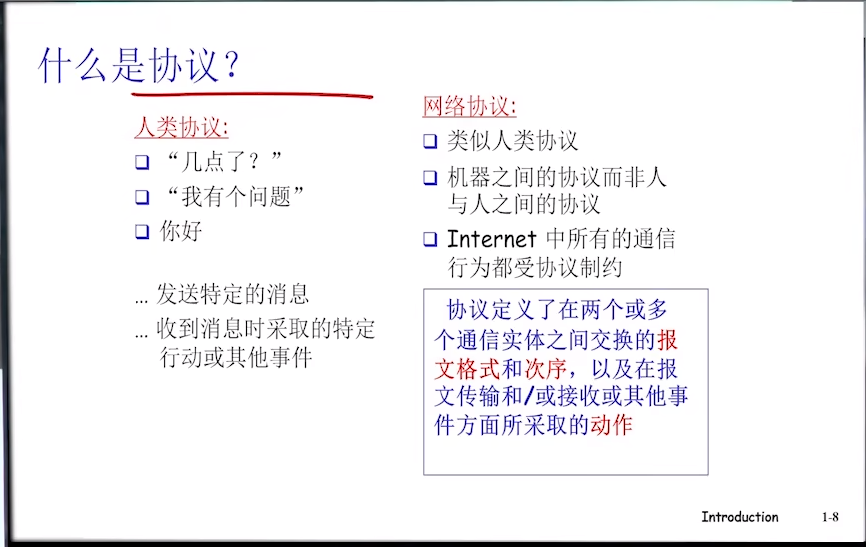 什么是协议？
人类协议:
“几点了？”
“我有个问题”
你好
… 发送特定的消息
… 收到消息时采取的特定
行动或其他事件
网络协议:
类似人类协议
机器之间的协议而非人
与人之间的协议
Internet 中所有的通信
行为都受协议制约
协议定义了在两个或多
个通信实体之间交换的报
文格式和次序，以及在报
文传输和/或接收或其他事
件方面所采取的动作
Introduction 1-8